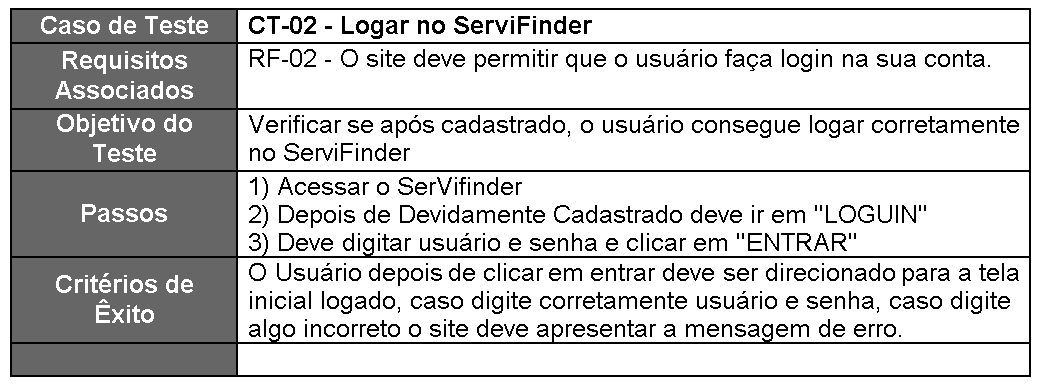 Caso de Teste
CT-02 - Logar no ServiFinder
Requisitos
Associados
RF-02 - O site deve permitir que o usuário faça login na sua conta.
Objetivo do
Teste
Verificar se após cadastrado, o usuário consegue logar corretamente
no ServiFinder
Passos
1) Acessar o SerVifinder
2) Depois de Devidamente Cadastrado deve ir em "LOGUIN"
3) Deve digitar usuário e senha e clicar em "ENTRAR"
Critérios de
Êxito
O Usuário depois de clicar em entrar deve ser direcionado para a tela
inicial logado, caso digite corretamente usuário e senha, caso digite
algo incorreto o site deve apresentar a mensagem de erro.